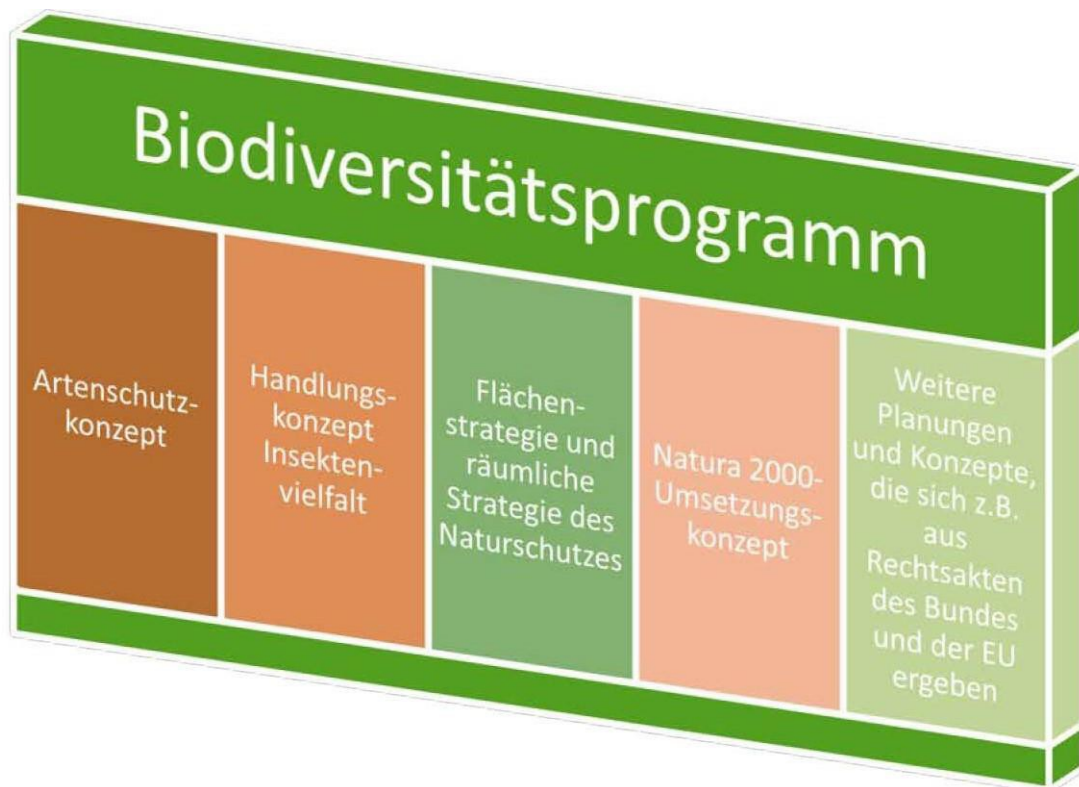 Biodiversitätsprogramm
Artenschutz-
konzept
Handlungs-
konzept
Insekten-
vielfalt
Flächen-
strategie und
räumliche
Strategie des
Naturschutzes
Natura 2000-
Umsetzungs-
konzept
Weitere
Planungen
und Konzepte,
die sich z.B.
aus
Rechtsakten
des Bundes
und der EU
ergeben